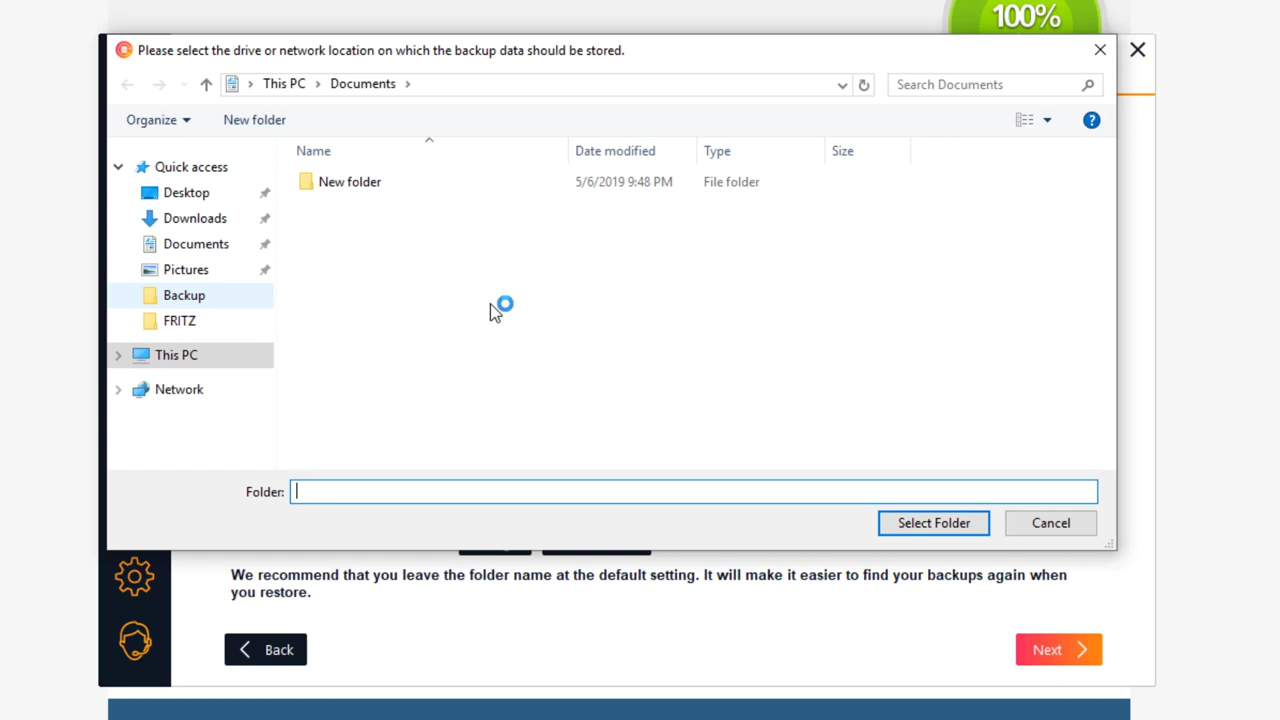 100%
Please select the drive or network location on which the backup data should be stored.
This PC > Documents >
Search Documents
Organize
New folder
Name
Date modified
Type
Size
Quick access
New folder
5/6/2019 9:48 PM
File folder
Desktop
Downloads
Documents
Pictures
Backup
FRITZ
This PC
Network
Folder:
Select Folder
Cancel
We recommend that you leave the folder name at the default setting. It will make it easier to find your backups again when
you restore.
Back
Next